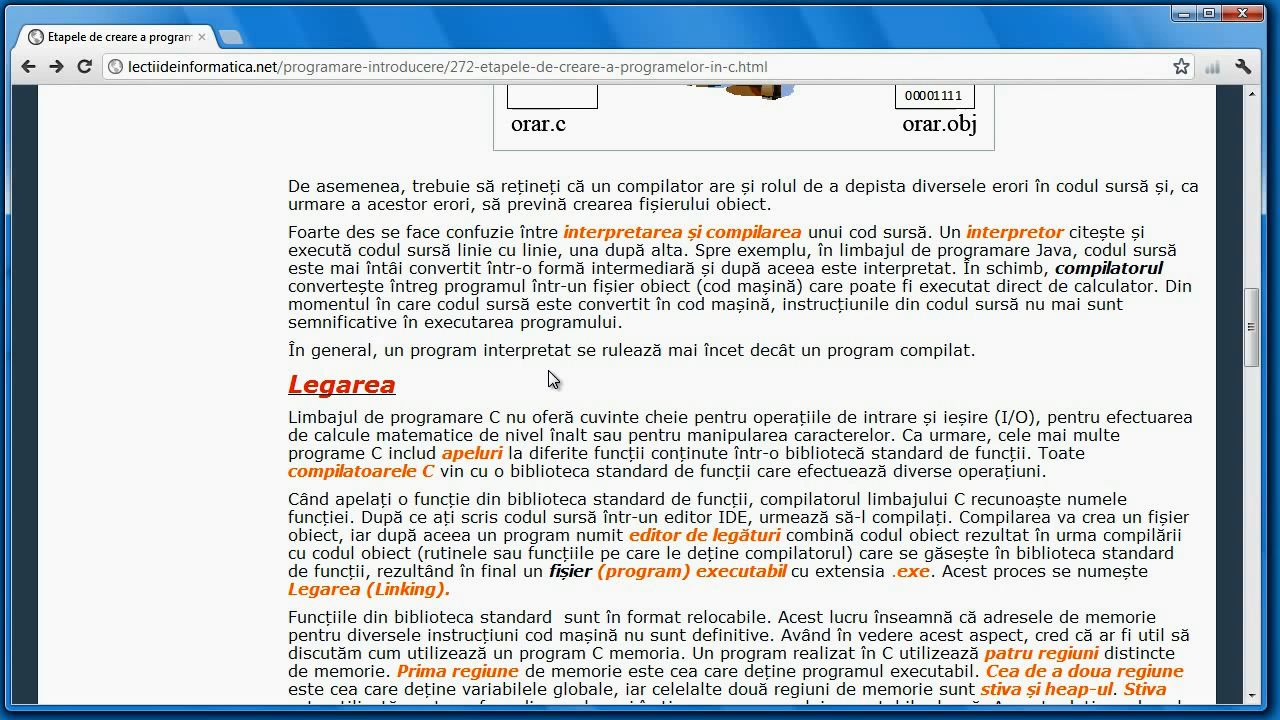 Etapele de creare a program
lectiideinformatica.net/programare-introducere/272-etapele-de-creare-a-programelor-in-c.html
00001111
orar.c
orar.obj
De asemenea, trebuie să rețineți că un compilator are și rolul de a depista diversele erori în codul sursă și, ca
urmare a acestor erori, să prevină crearea fișierului obiect.
Foarte des se face confuzie între interpretarea și compilarea unui cod sursă. Un interpretor citește și
execută codul sursă linie cu linie, una după alta. Spre exemplu, în limbajul de programare Java, codul sursă
este mai întâi convertit într-o formă intermediară și după aceea este interpretat. În schimb, compilatorul
convertește întreg programul într-un fișier obiect (cod mașină) care poate fi executat direct de calculator. Din
momentul în care codul sursă este convertit în cod mașină, instrucțiunile din codul sursă nu mai sunt
semnificative în executarea programului.
În general, un program interpretat se rulează mai încet decât un program compilat.
Legarea
Limbajul de programare C nu oferă cuvinte cheie pentru operațiile de intrare și ieșire (I/O), pentru efectuarea
de calcule matematice de nivel înalt sau pentru manipularea caracterelor. Ca urmare, cele mai multe
programe C includ apeluri la diferite funcții conținute într-o bibliotecă standard de funcții. Toate
compilatoarele C vin cu o biblioteca standard de funcții care efectuează diverse operațiuni.
Când apelați o funcție din biblioteca standard de funcții, compilatorul limbajului C recunoaște numele
funcției. După ce ați scris codul sursă într-un editor IDE, urmează să-l compilați. Compilarea va crea un fișier
obiect, iar după aceea un program numit editor de legături combină codul obiect rezultat în urma compilării
cu codul obiect (rutinele sau funcțiile pe care le deține compilatorul) care se găsește în biblioteca standard
de funcții, rezultând în final un fișier (program) executabil cu extensia .exe. Acest proces se numește
Legarea (Linking).
Funcțiile din biblioteca standard sunt în format relocabile. Acest lucru înseamnă că adresele de memorie
pentru diversele instrucțiuni cod mașină nu sunt definitive. Având în vedere acest aspect, cred că ar fi util să
discutăm cum utilizează un program C memoria. Un program realizat în C utilizează patru regiuni distincte
de memorie. Prima regiune de memorie este cea care deține programul executabil. Cea de a doua regiune
este cea care deține variabilele globale, iar celelalte două regiuni de memorie sunt stiva și heap-ul. Stiva